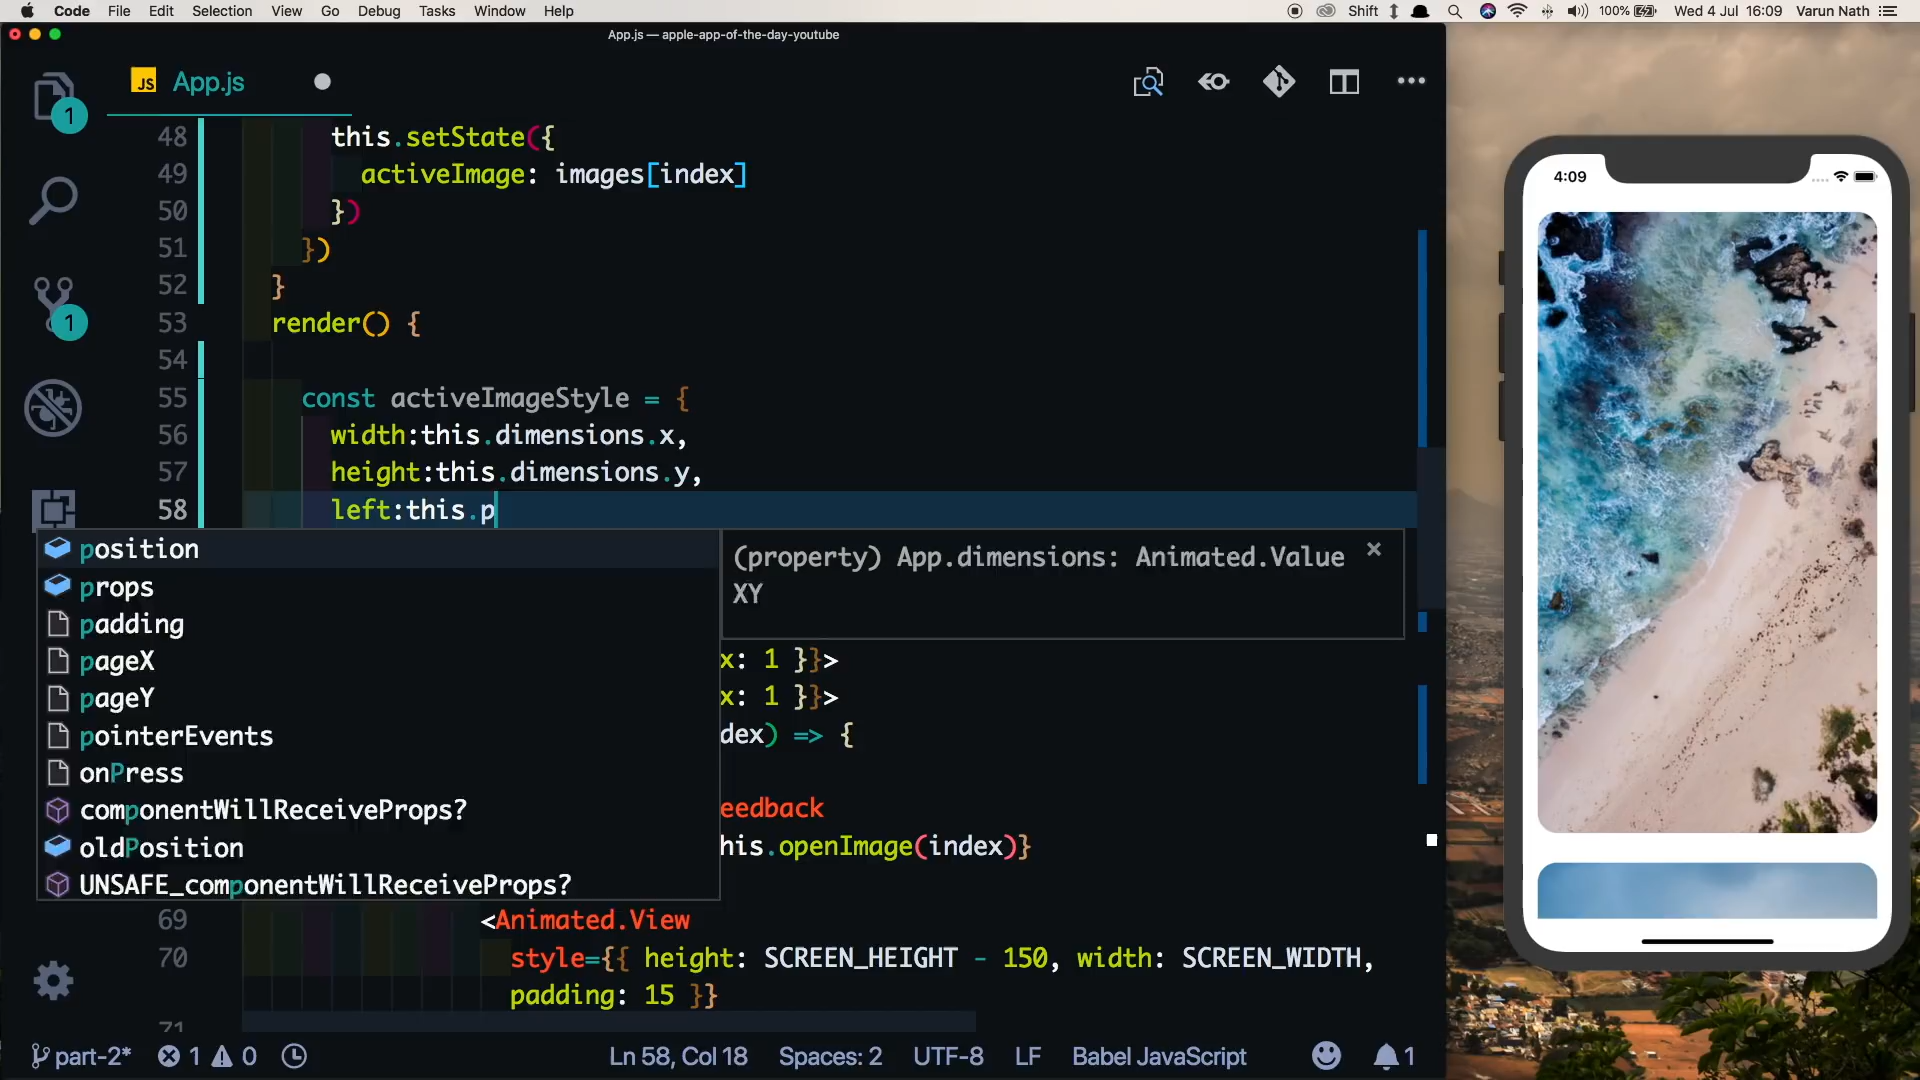 Code File Edit Selection View Go Debug Tasks Window Help
Shift 100% Wed 4 Jul 16:09 Varun Nath
App.js — apple-app-of-the-day-youtube
JS App.js
1
1
48 this.setState({
49 activeImage: images[index]
50 })
51 })
52 }
53 render() {
54
55 const activeImageStyle = {
56 width:this.dimensions.x,
57 height:this.dimensions.y,
58 left:this.p
position
props
padding
pageX
pageY
pointerEvents
onPress
componentWillReceiveProps?
oldPosition
UNSAFE_componentWillReceiveProps?
(property) App.dimensions: Animated.Value
XY
×
x: 1 }}>
x: 1 }}>
dex) => {
eedback
his.openImage(index)}
69 <Animated.View
70 style={{ height: SCREEN_HEIGHT - 150, width: SCREEN_WIDTH,
padding: 15 }}
71
part-2* 1 0 Ln 58, Col 18 Spaces: 2 UTF-8 LF Babel JavaScript 1
4:09